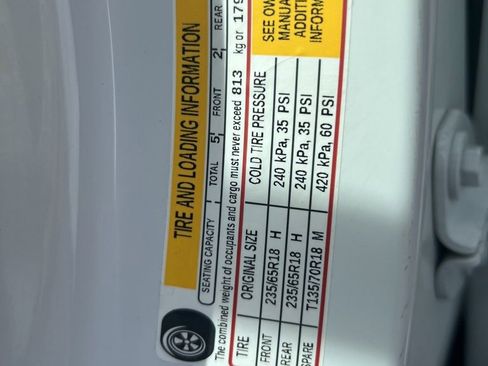 TIRE AND LOADING INFORMATION
SEATING CAPACITY TOTAL 5 FRONT 2 REAR
The combined weight of occupants and cargo must never exceed 813 kg or 179
TIRE ORIGINAL SIZE COLD TIRE PRESSURE
FRONT 235/65R18 H 240 kPa, 35 PSI
REAR 235/65R18 H 240 kPa, 35 PSI
SPARE T135/70R18 M 420 kPa, 60 PSI
SEE OW
MANUA
ADDITI
INFORM